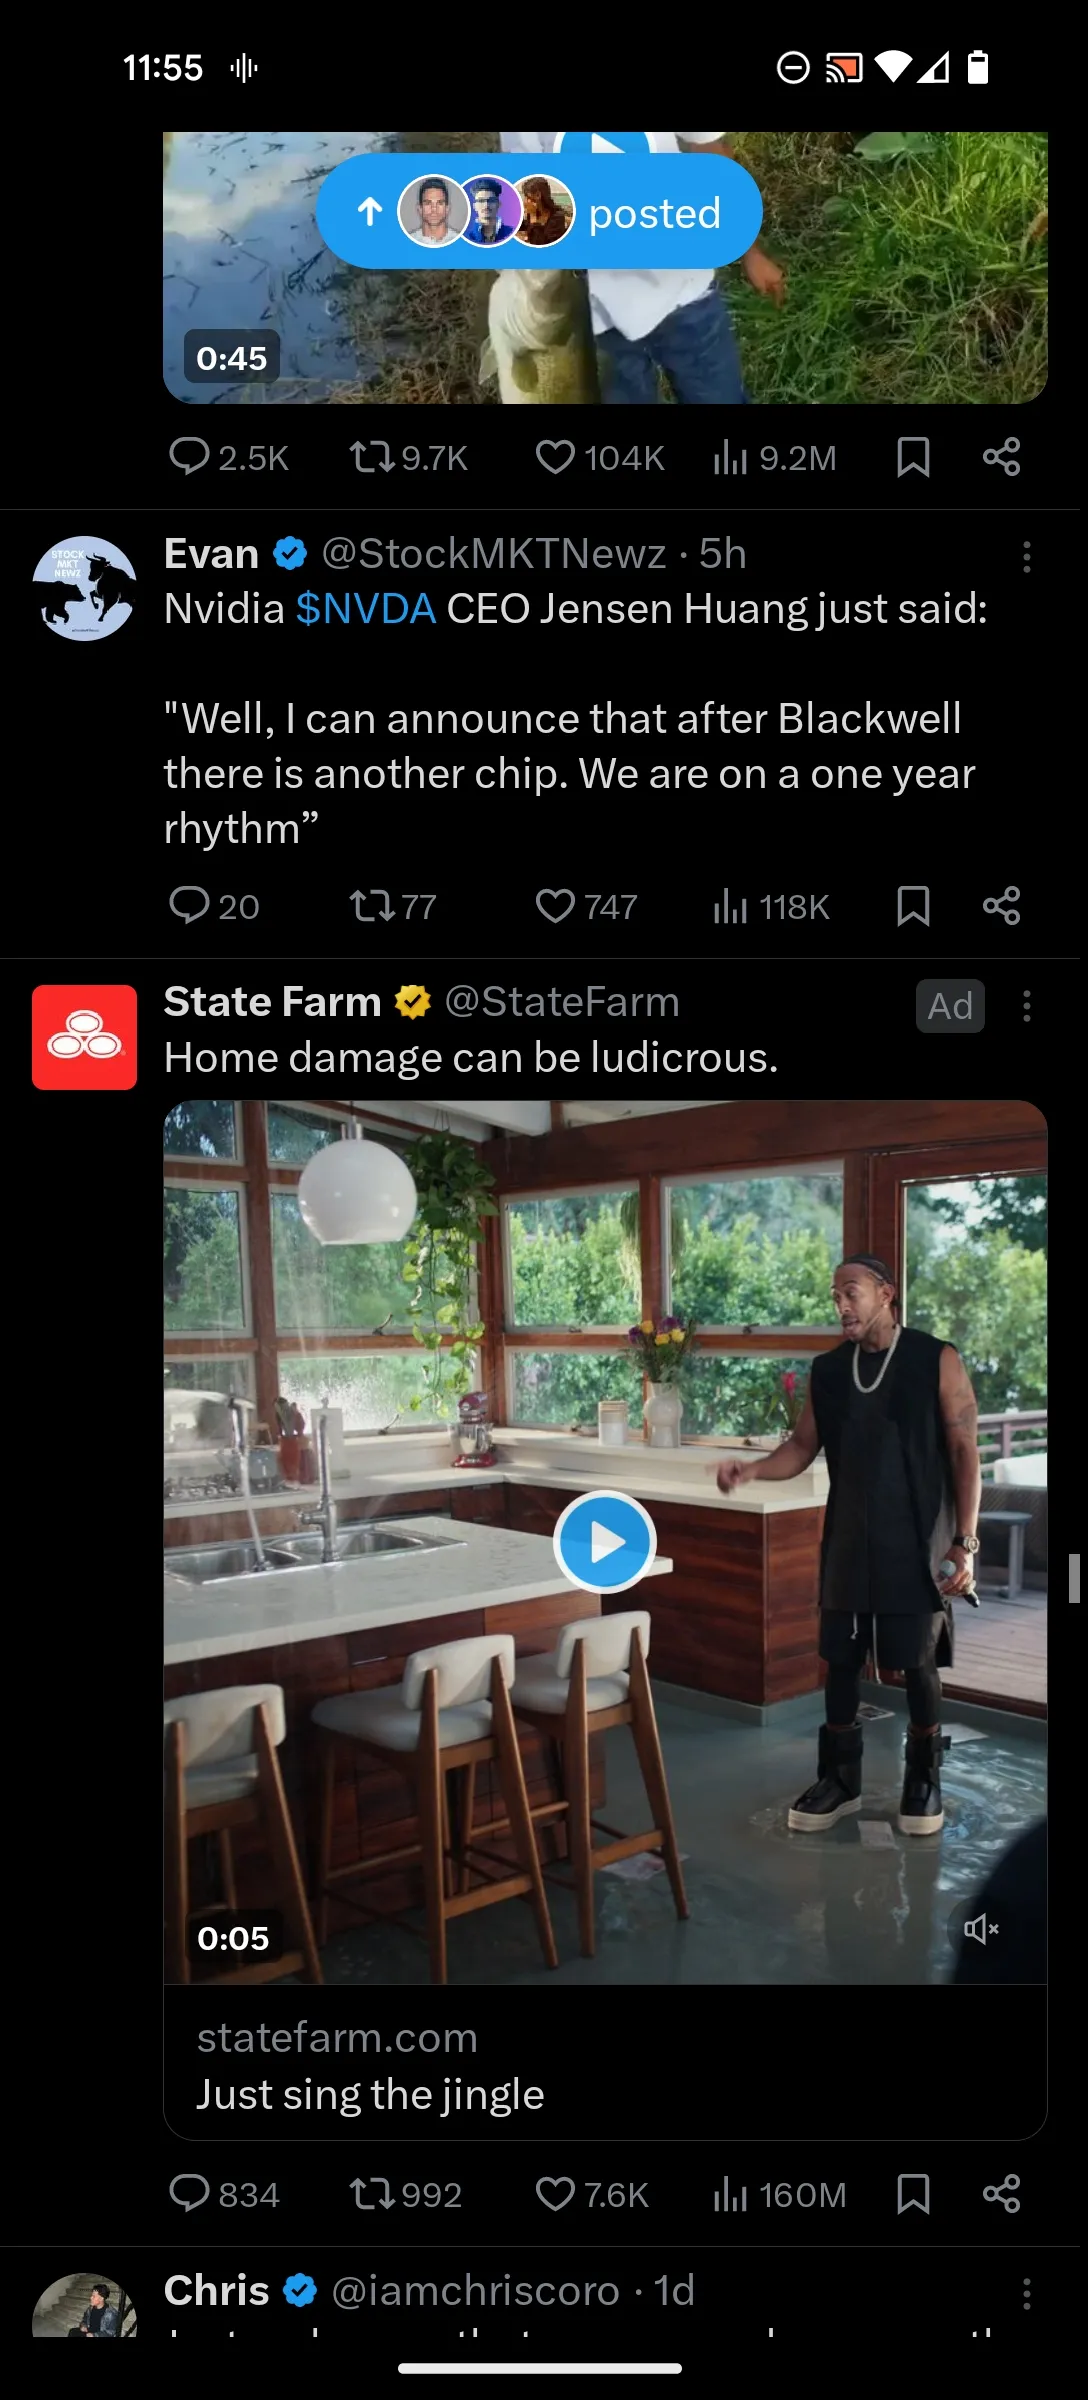 11:55
posted
0:45
2.5K 9.7K 104K 9.2M
STOCK
MKT
NEWZ
Evan @StockMKTNewz · 5h
Nvidia $NVDA CEO Jensen Huang just said:
"Well, I can announce that after Blackwell
there is another chip. We are on a one year
rhythm”
20 77 747 118K
State Farm @StateFarm Ad
Home damage can be ludicrous.
0:05
statefarm.com
Just sing the jingle
834 992 7.6K 160M
Chris @iamchriscoro · 1d